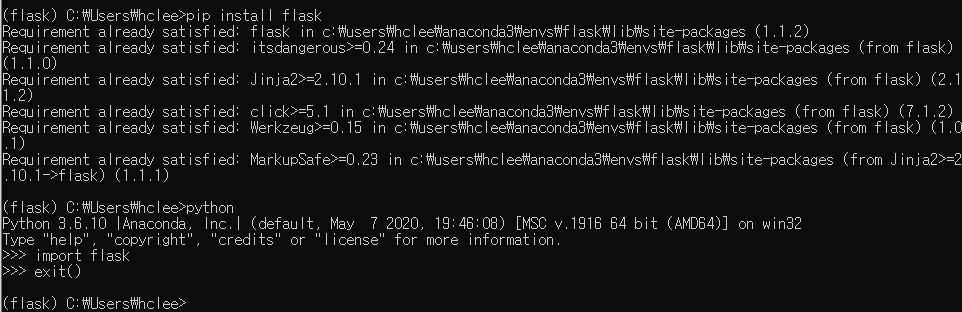 (flask) C:₩Users₩hclee>pip install flask
Requirement already satisfied: flask in c:₩users₩hclee₩anaconda3₩envs₩flask₩lib₩site-packages (1.1.2)
Requirement already satisfied: itsdangerous>=0.24 in c:₩users₩hclee₩anaconda3₩envs₩flask₩lib₩site-packages (from flask)
(1.1.0)
Requirement already satisfied: Jinja2>=2.10.1 in c:₩users₩hclee₩anaconda3₩envs₩flask₩lib₩site-packages (from flask) (2.1
1.2)
Requirement already satisfied: click>=5.1 in c:₩users₩hclee₩anaconda3₩envs₩flask₩lib₩site-packages (from flask) (7.1.2)
Requirement already satisfied: Werkzeug>=0.15 in c:₩users₩hclee₩anaconda3₩envs₩flask₩lib₩site-packages (from flask) (1.0
.1)
Requirement already satisfied: MarkupSafe>=0.23 in c:₩users₩hclee₩anaconda3₩envs₩flask₩lib₩site-packages (from Jinja2>=2
.10.1->flask) (1.1.1)
(flask) C:₩Users₩hclee>python
Python 3.6.10 |Anaconda, Inc.| (default, May  7 2020, 19:46:08) [MSC v.1916 64 bit (AMD64)] on win32
Type "help", "copyright", "credits" or "license" for more information.
>>> import flask
>>> exit()
(flask) C:₩Users₩hclee>